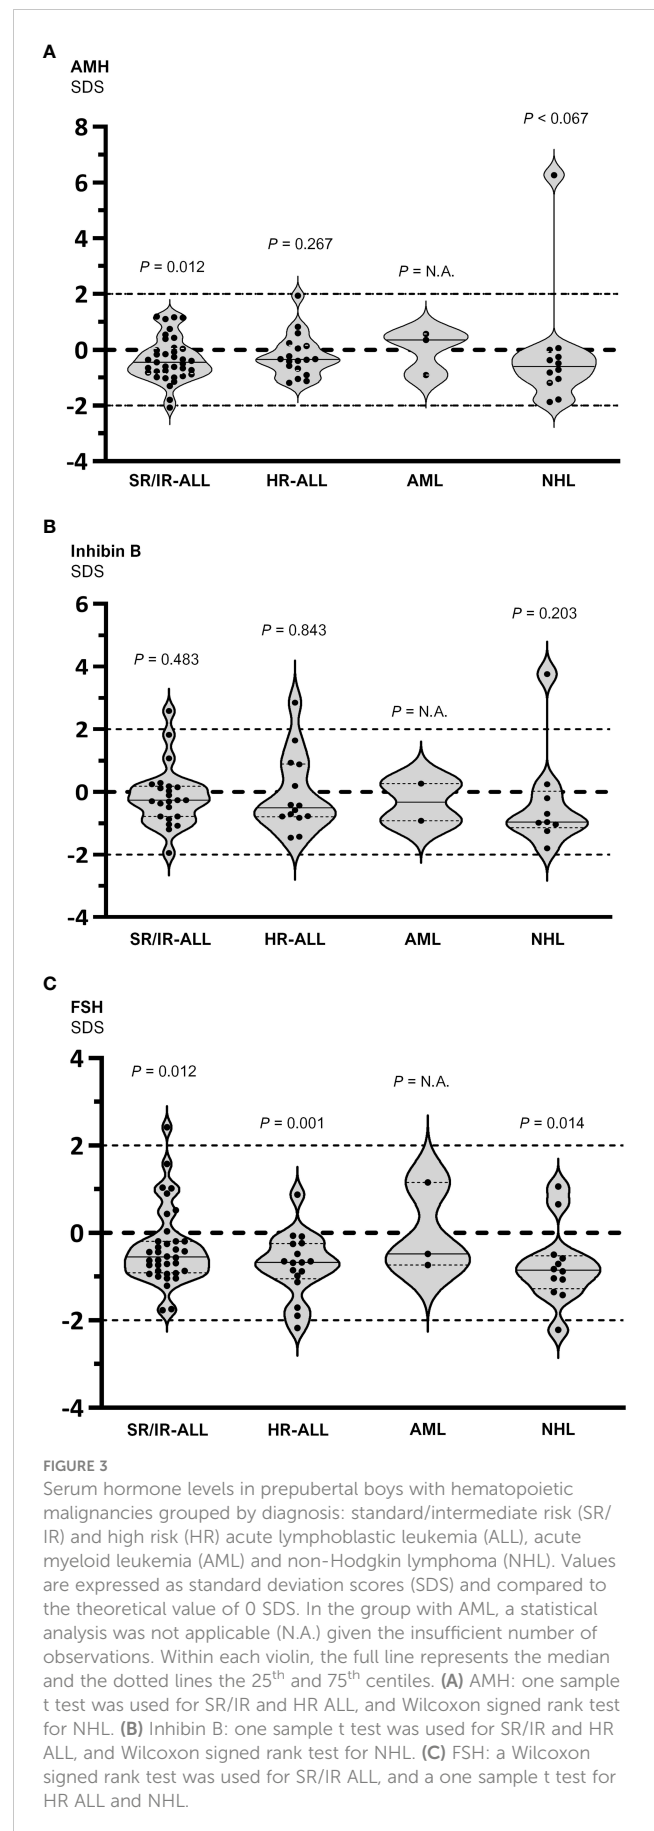 A
AMH
SDS
P < 0.067
8
6
4
P = 0.267
P = 0.012
P = N.A.
2
0
-2
-4
SR/IR-ALL HR-ALL AML NHL
B
Inhibin B
SDS
6
P = 0.203
P = 0.843
4
P = 0.483
P = N.A.
2
0
-2
-4
SR/IR-ALL HR-ALL AML NHL
C
FSH
SDS
4
P = 0.012
P = N.A.
P = 0.001
P = 0.014
2
0
-2
-4
SR/IR-ALL HR-ALL AML NHL
FIGURE 3
Serum hormone levels in prepubertal boys with hematopoietic
malignancies grouped by diagnosis: standard/intermediate risk (SR/
IR) and high risk (HR) acute lymphoblastic leukemia (ALL), acute
myeloid leukemia (AML) and non-Hodgkin lymphoma (NHL). Values
are expressed as standard deviation scores (SDS) and compared to
the theoretical value of 0 SDS. In the group with AML, a statistical
analysis was not applicable (N.A.) given the insufficient number of
observations. Within each violin, the full line represents the median
and the dotted lines the 25th and 75th centiles. (A) AMH: one sample
t test was used for SR/IR and HR ALL, and Wilcoxon signed rank test
for NHL. (B) Inhibin B: one sample t test was used for SR/IR and HR
ALL, and Wilcoxon signed rank test for NHL. (C) FSH: a Wilcoxon
signed rank test was used for SR/IR ALL, and a one sample t test for
HR ALL and NHL.